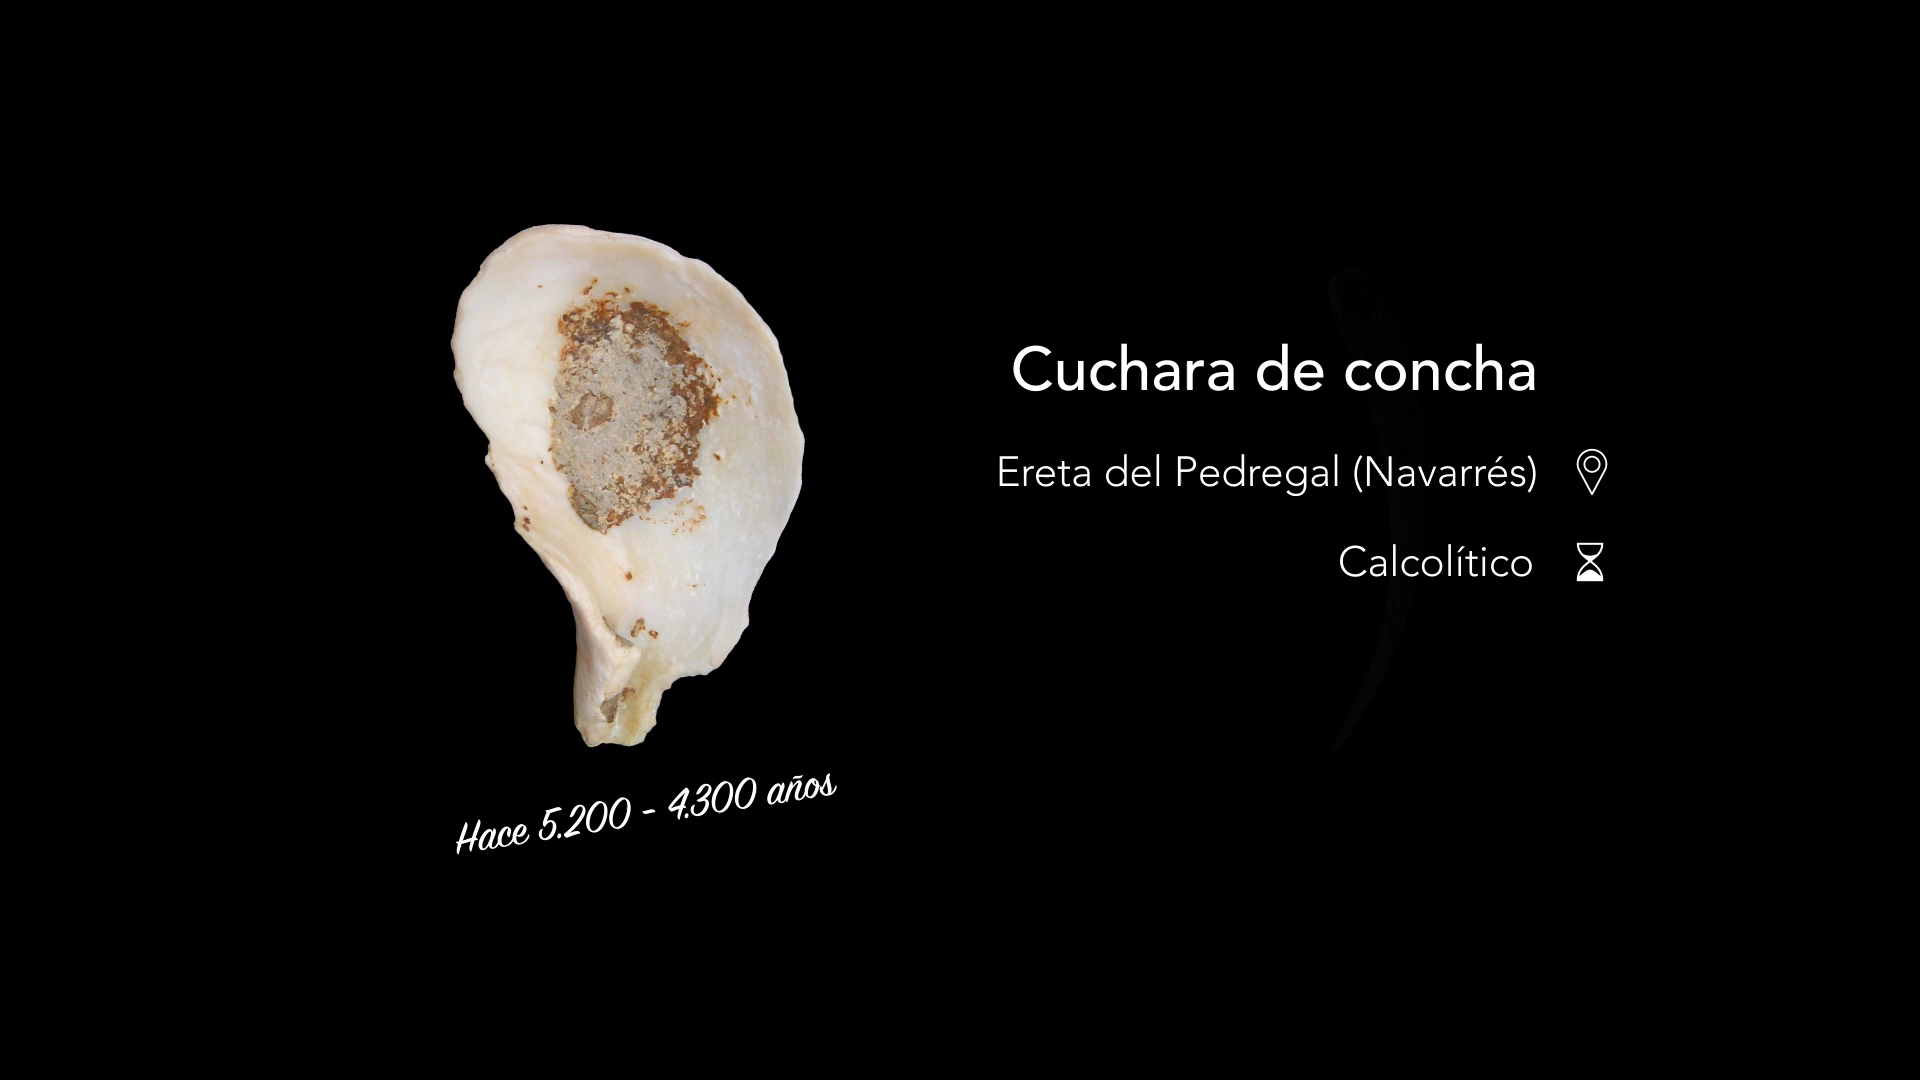 Cuchara de concha
Ereta del Pedregal (Navarrés)
Calcolítico
Hace 5.200 - 4.300 años